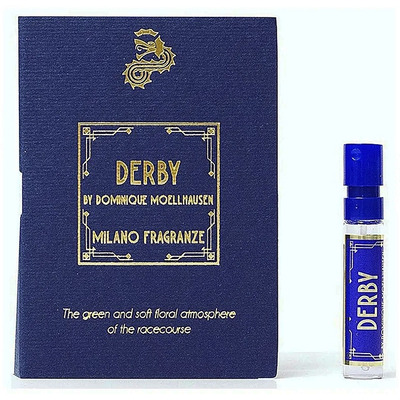 DERBY
BY DOMINIQUE MOELLHAUSEN
MILANO FRAGRANZE
The green and soft floral atmosphere
of the racecourse
DERBY